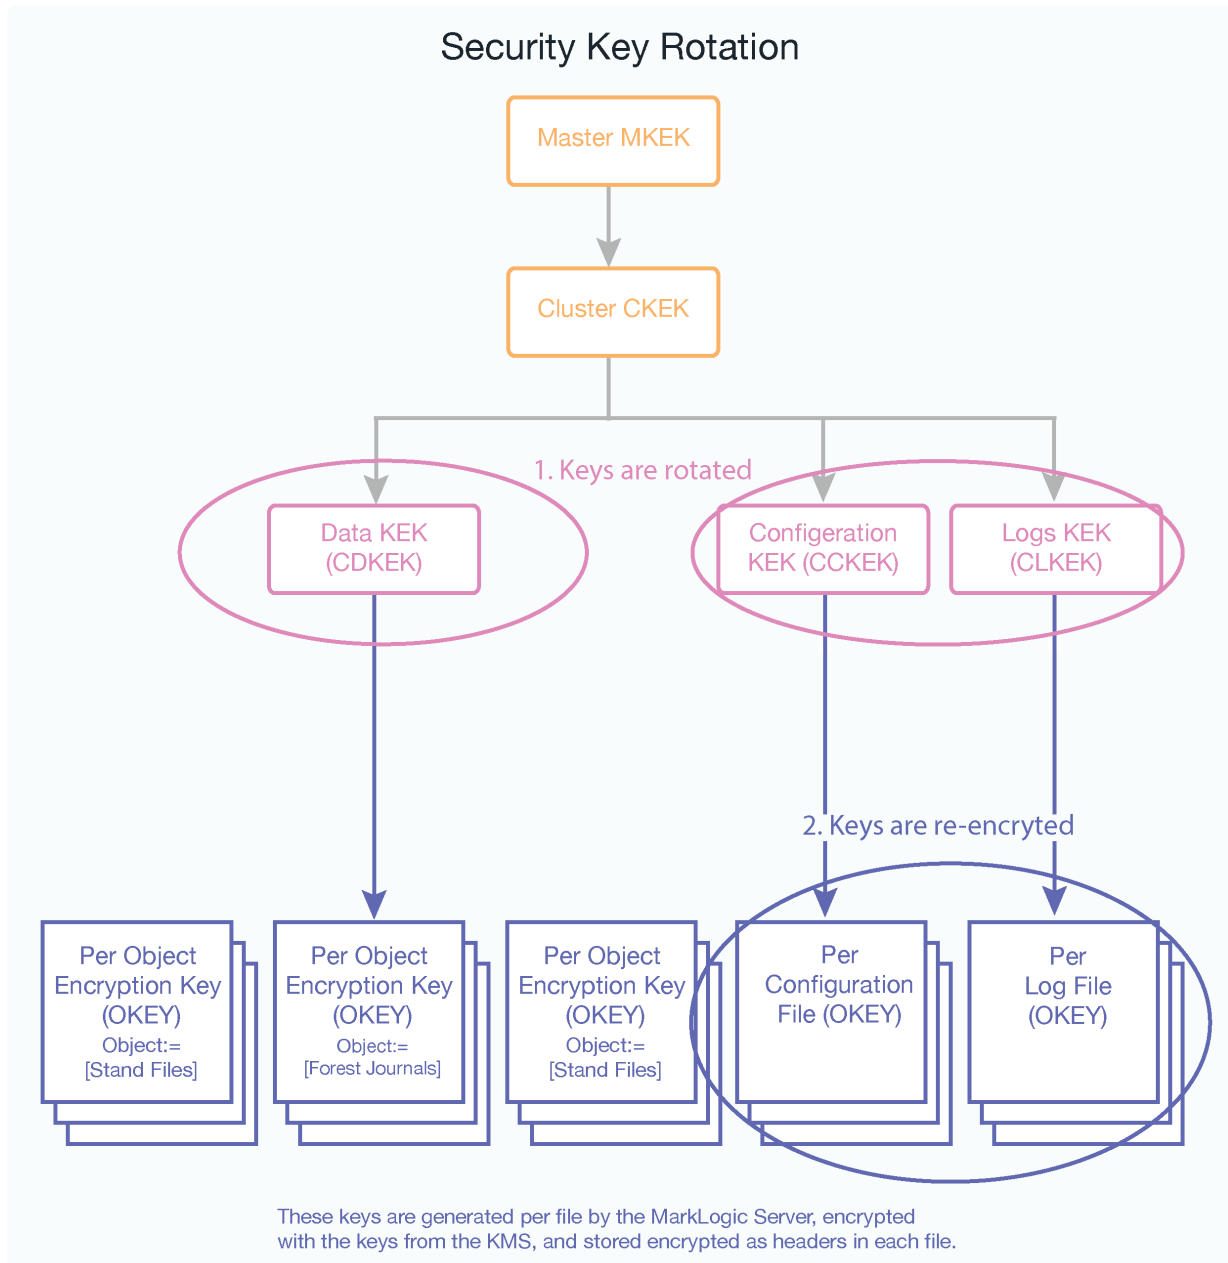 Security Key Rotation
Master MKEK
Cluster CKEK
1. Keys are rotated
Data KEK
(CDKEK)
Configeration
KEK (CCKEK)
Logs KEK
(CLKEK)
2. Keys are re-encryted
Per Object
Encryption Key
(OKEY)
Object:=
[Stand Files]
Per Object
Encryption Key
(OKEY)
Object:=
[Forest Journals]
Per Object
Encryption Key
(OKEY)
Object:=
[Stand Files]
Per
Configuration
File (OKEY)
Per
Log File
(OKEY)
These keys are generated per file by the MarkLogic Server, encrypted
with the keys from the KMS, and stored encrypted as headers in each file.